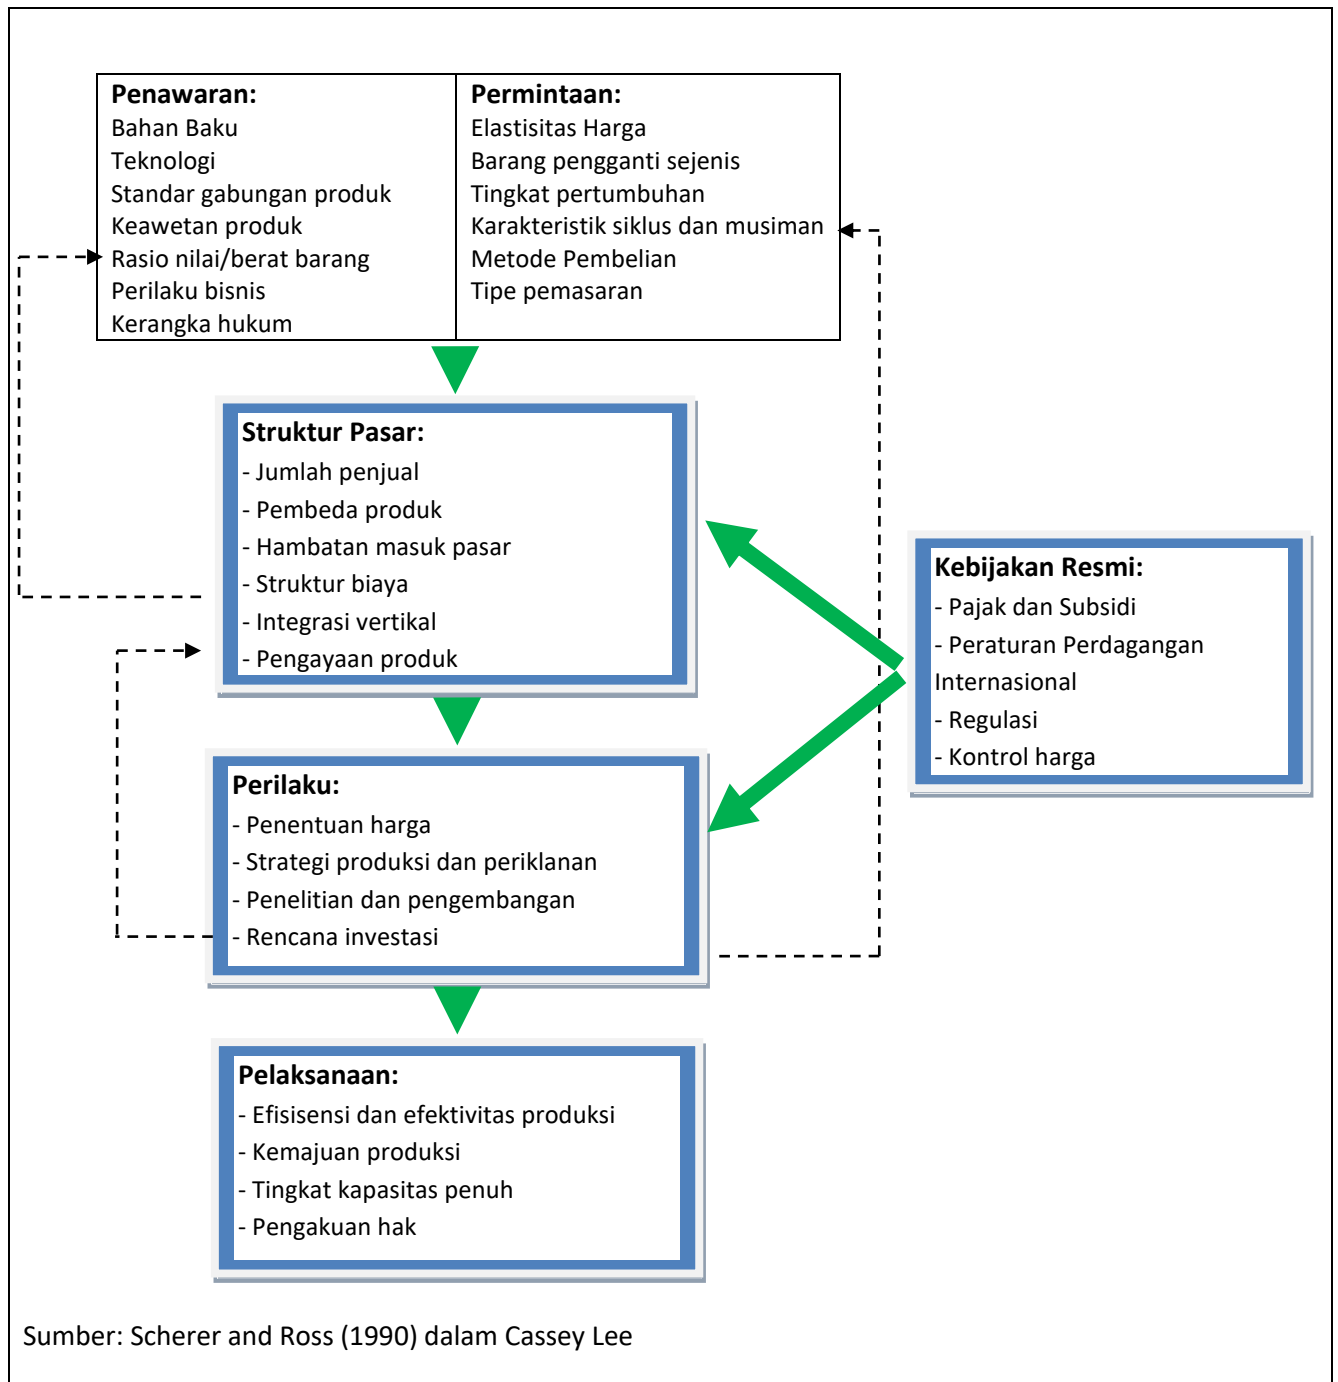 Penawaran:
Bahan Baku
Teknologi
Standar gabungan produk
Keawetan produk
Rasio nilai/berat barang
Perilaku bisnis
Kerangka hukum
Permintaan:
Elastisitas Harga
Barang pengganti sejenis
Tingkat pertumbuhan
Karakteristik siklus dan musiman
Metode Pembelian
Tipe pemasaran
Struktur Pasar:
- Jumlah penjual
- Pembeda produk
- Hambatan masuk pasar
- Struktur biaya
- Integrasi vertikal
- Pengayaan produk
Kebijakan Resmi:
- Pajak dan Subsidi
- Peraturan Perdagangan
Internasional
- Regulasi
- Kontrol harga
Perilaku:
- Penentuan harga
- Strategi produksi dan periklanan
- Penelitian dan pengembangan
- Rencana investasi
Pelaksanaan:
- Efisisensi dan efektivitas produksi
- Kemajuan produksi
- Tingkat kapasitas penuh
- Pengakuan hak
Sumber: Scherer and Ross (1990) dalam Cassey Lee